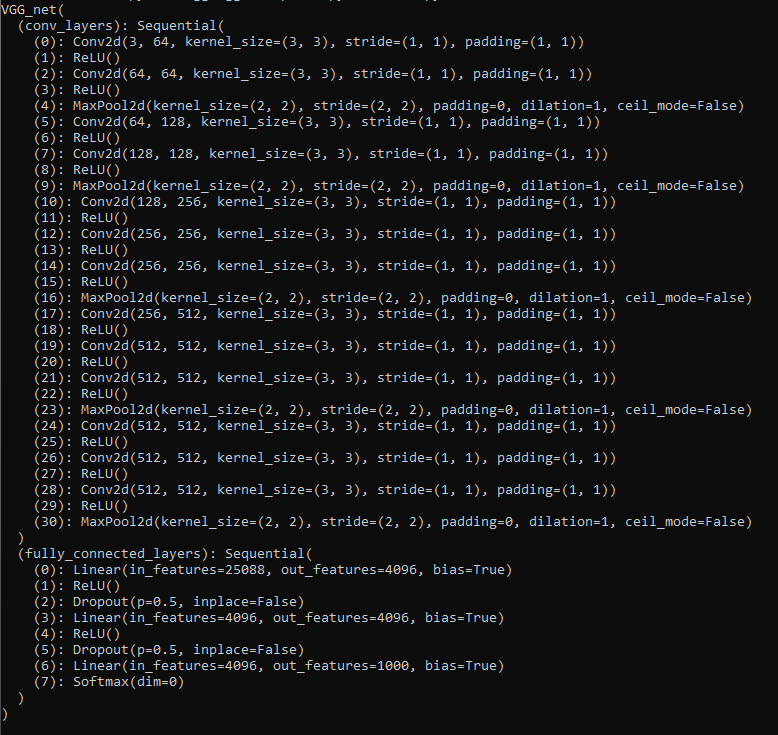 VGG_net(
  (conv_layers): Sequential(
    (0): Conv2d(3, 64, kernel_size=(3, 3), stride=(1, 1), padding=(1, 1))
    (1): ReLU()
    (2): Conv2d(64, 64, kernel_size=(3, 3), stride=(1, 1), padding=(1, 1))
    (3): ReLU()
    (4): MaxPool2d(kernel_size=(2, 2), stride=(2, 2), padding=0, dilation=1, ceil_mode=False)
    (5): Conv2d(64, 128, kernel_size=(3, 3), stride=(1, 1), padding=(1, 1))
    (6): ReLU()
    (7): Conv2d(128, 128, kernel_size=(3, 3), stride=(1, 1), padding=(1, 1))
    (8): ReLU()
    (9): MaxPool2d(kernel_size=(2, 2), stride=(2, 2), padding=0, dilation=1, ceil_mode=False)
    (10): Conv2d(128, 256, kernel_size=(3, 3), stride=(1, 1), padding=(1, 1))
    (11): ReLU()
    (12): Conv2d(256, 256, kernel_size=(3, 3), stride=(1, 1), padding=(1, 1))
    (13): ReLU()
    (14): Conv2d(256, 256, kernel_size=(3, 3), stride=(1, 1), padding=(1, 1))
    (15): ReLU()
    (16): MaxPool2d(kernel_size=(2, 2), stride=(2, 2), padding=0, dilation=1, ceil_mode=False)
    (17): Conv2d(256, 512, kernel_size=(3, 3), stride=(1, 1), padding=(1, 1))
    (18): ReLU()
    (19): Conv2d(512, 512, kernel_size=(3, 3), stride=(1, 1), padding=(1, 1))
    (20): ReLU()
    (21): Conv2d(512, 512, kernel_size=(3, 3), stride=(1, 1), padding=(1, 1))
    (22): ReLU()
    (23): MaxPool2d(kernel_size=(2, 2), stride=(2, 2), padding=0, dilation=1, ceil_mode=False)
    (24): Conv2d(512, 512, kernel_size=(3, 3), stride=(1, 1), padding=(1, 1))
    (25): ReLU()
    (26): Conv2d(512, 512, kernel_size=(3, 3), stride=(1, 1), padding=(1, 1))
    (27): ReLU()
    (28): Conv2d(512, 512, kernel_size=(3, 3), stride=(1, 1), padding=(1, 1))
    (29): ReLU()
    (30): MaxPool2d(kernel_size=(2, 2), stride=(2, 2), padding=0, dilation=1, ceil_mode=False)
  )
  (fully_connected_layers): Sequential(
    (0): Linear(in_features=25088, out_features=4096, bias=True)
    (1): ReLU()
    (2): Dropout(p=0.5, inplace=False)
    (3): Linear(in_features=4096, out_features=4096, bias=True)
    (4): ReLU()
    (5): Dropout(p=0.5, inplace=False)
    (6): Linear(in_features=4096, out_features=1000, bias=True)
    (7): Softmax(dim=0)
  )
)